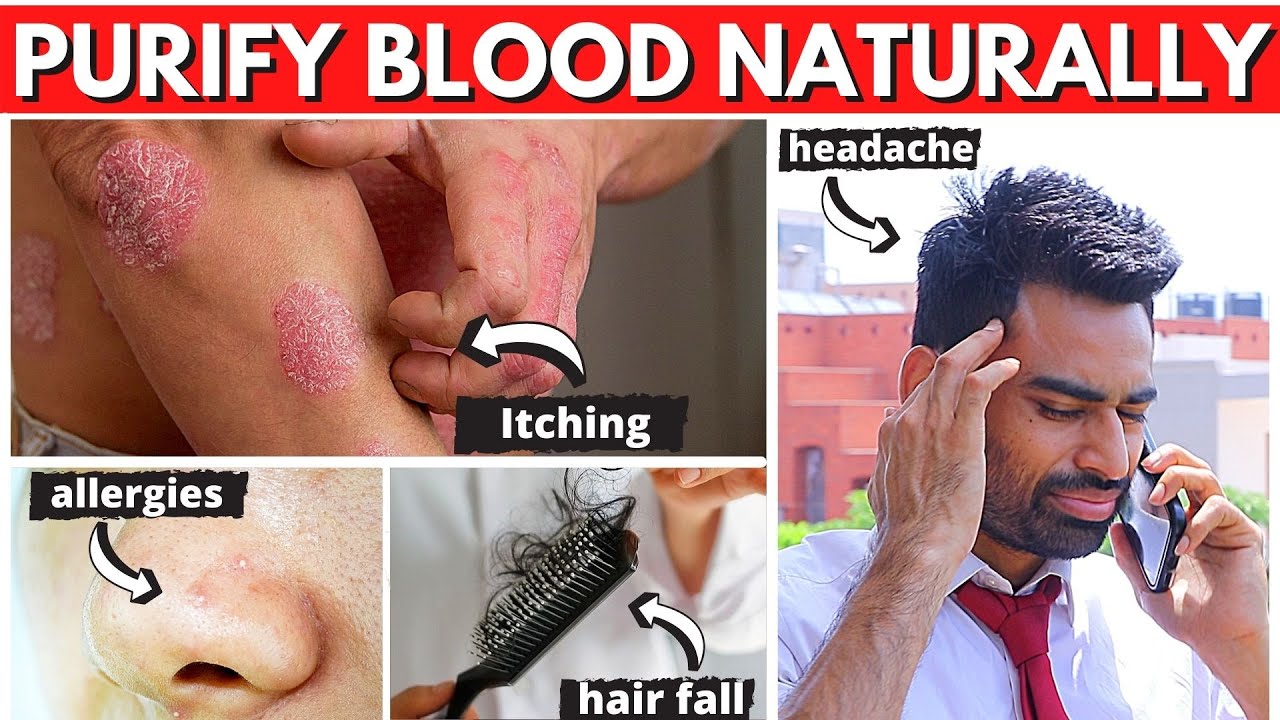 PURIFY BLOOD NATURALLY
headache
Itching
allergies
hair fall